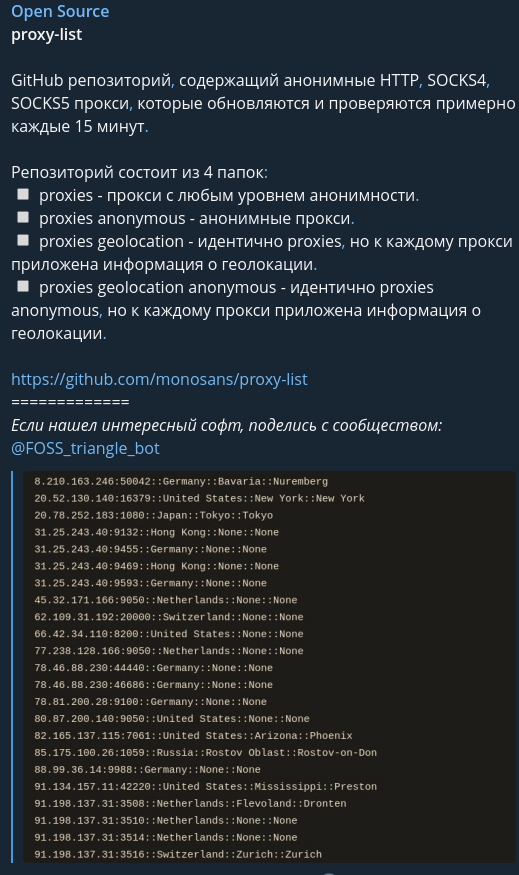 Open Source
proxy-list
GitHub репозиторий, содержащий анонимные HTTP, SOCKS4,
SOCKS5 прокси, которые обновляются и проверяются примерно
каждые 15 минут.
Репозиторий состоит из 4 папок:
proxies - прокси с любым уровнем анонимности.
proxies anonymous - анонимные прокси.
proxies geolocation - идентично proxies, но к каждому прокси
приложена информация о геолокации.
proxies geolocation anonymous - идентично proxies
anonymous, но к каждому прокси приложена информация о
геолокации.
https://github.com/monosans/proxy-list
=============
Если нашел интересный софт, поделись с сообществом:
@FOSS_triangle_bot
8.210.163.246:50042::Germany::Bavaria::Nuremberg
20.52.130.140:16379::United States::New York::New York
20.78.252.183:1080::Japan::Tokyo::Tokyo
31.25.243.40:9132::Hong Kong::None::None
31.25.243.40:9455::Germany::None::None
31.25.243.40:9469::Hong Kong::None::None
31.25.243.40:9593::Germany::None::None
45.32.171.166:9050::Netherlands::None::None
62.109.31.192:20000::Switzerland::None::None
66.42.34.110:8200::United States::None::None
77.238.128.166:9050::Netherlands::None::None
78.46.88.230:44440::Germany::None::None
78.46.88.230:46686::Germany::None::None
78.81.200.28:9100::Germany::None::None
80.87.200.140:9050::United States::None::None
82.165.137.115:7061::United States::Arizona::Phoenix
85.175.100.26:1059::Russia::Rostov Oblast::Rostov-on-Don
88.99.36.14:9988::Germany::None::None
91.134.157.11:42220::United States::Mississippi::Preston
91.198.137.31:3508::Netherlands::Flevoland::Dronten
91.198.137.31:3510::Netherlands::None::None
91.198.137.31:3514::Netherlands::None::None
91.198.137.31:3516::Switzerland::Zurich::Zurich